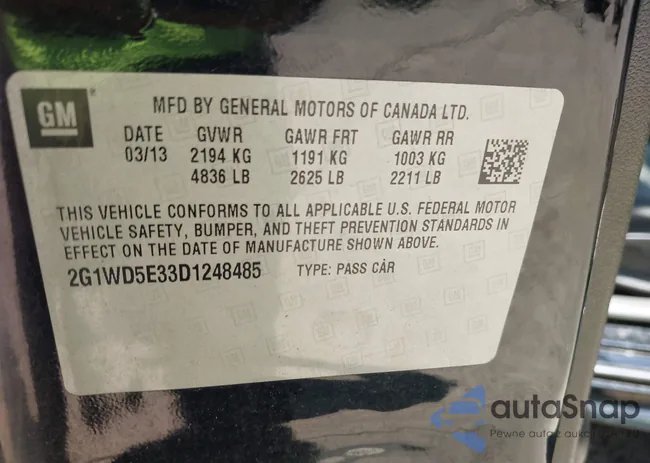 GM
MFD BY GENERAL MOTORS OF CANADA LTD.
DATE GVWR GAWR FRT GAWR RR
03/13 2194 KG 1191 KG 1003 KG
4836 LB 2625 LB 2211 LB
THIS VEHICLE CONFORMS TO ALL APPLICABLE U.S. FEDERAL MOTOR
VEHICLE SAFETY, BUMPER, AND THEFT PREVENTION STANDARDS IN
EFFECT ON THE DATE OF MANUFACTURE SHOWN ABOVE.
2G1WD5E33D1248485 TYPE: PASS CAR
autoSnap
Pewne auto z